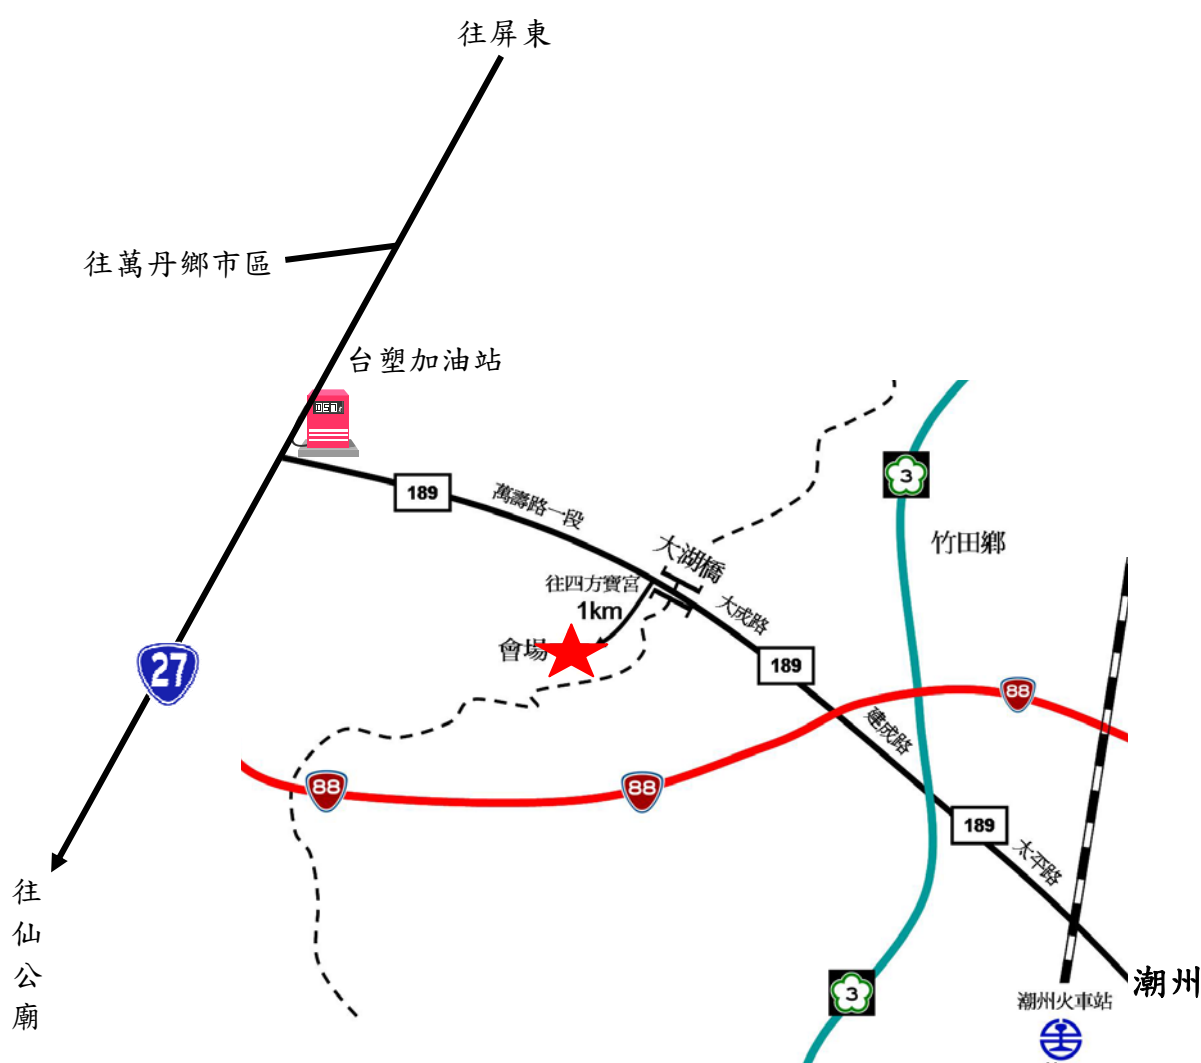 往屏東
往萬丹鄉市區
台塑加油站
189
萬壽路一段
3
竹田鄉
大湖橋
往四方寶宮
1km
大成路
會場
27
189
88
建成路
88
88
189
太平路
往仙公廟
潮州
3
潮州火車站